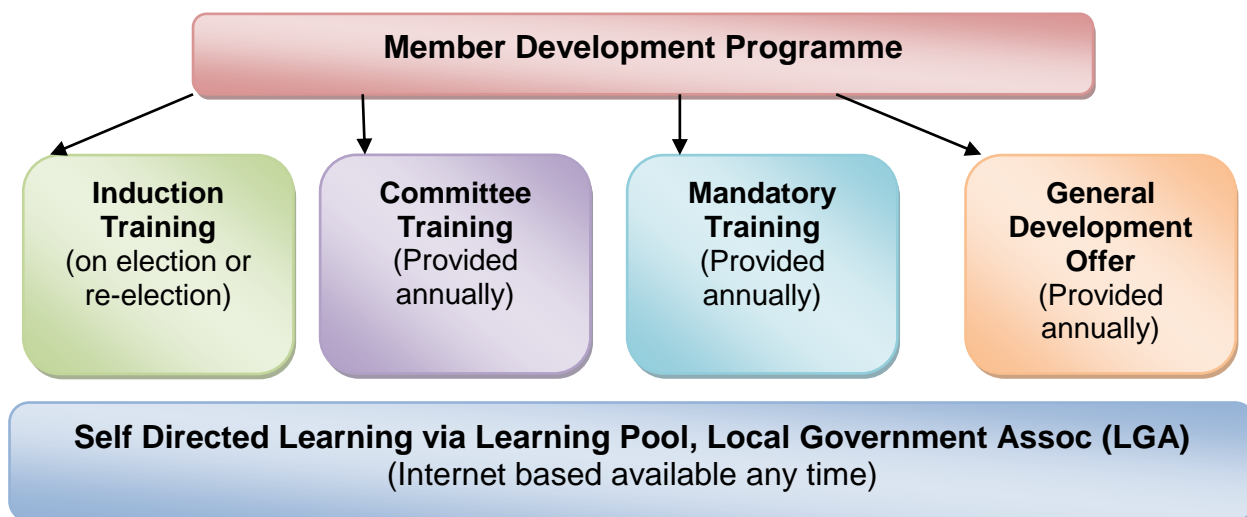 Member Development Programme
Induction
Training
(on election or
re-election)
Committee
Training
(Provided
annually)
Mandatory
Training
(Provided
annually)
General
Development
Offer
(Provided
annually)
Self Directed Learning via Learning Pool, Local Government Assoc (LGA)
(Internet based available any time)